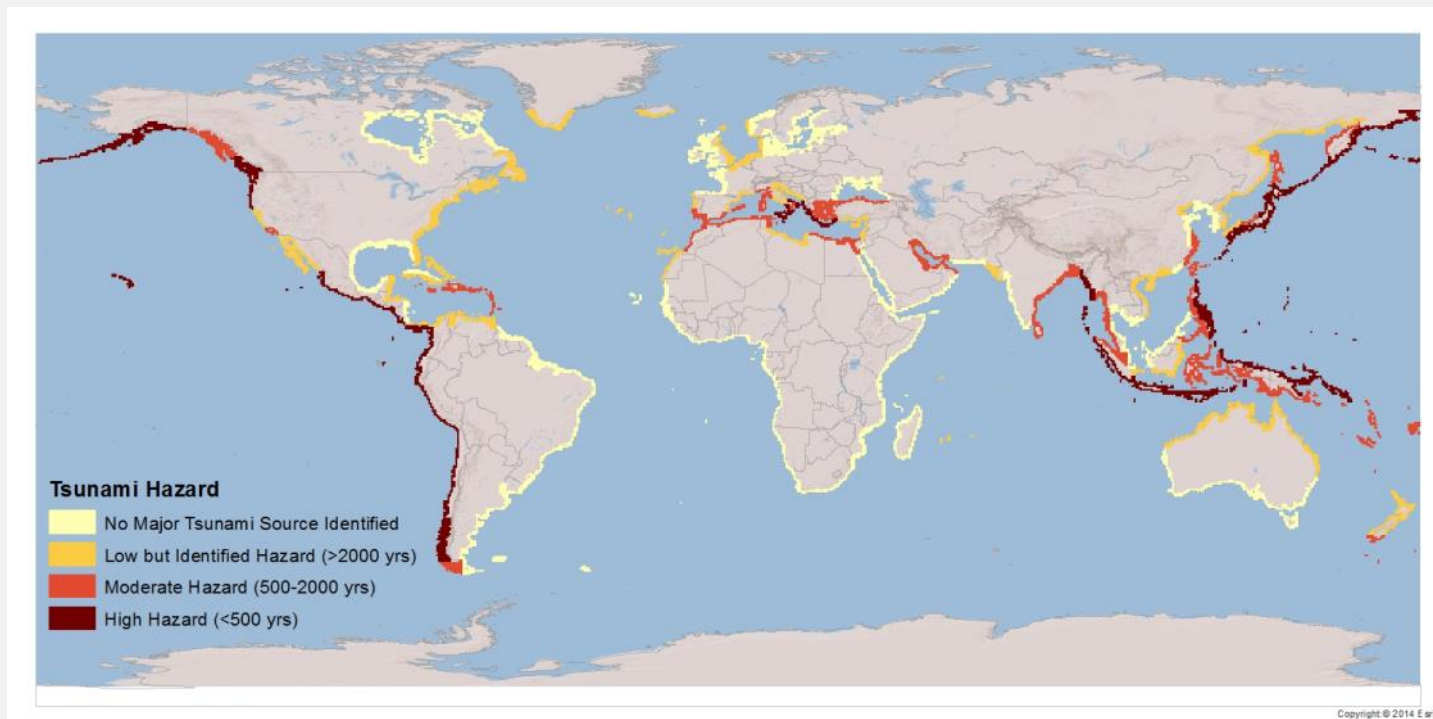 Tsunami Hazard
No Major Tsunami Source Identified
Low but Identified Hazard (>2000 yrs)
Moderate Hazard (500-2000 yrs)
High Hazard (<500 yrs)
Copyright:© 2014 Esri